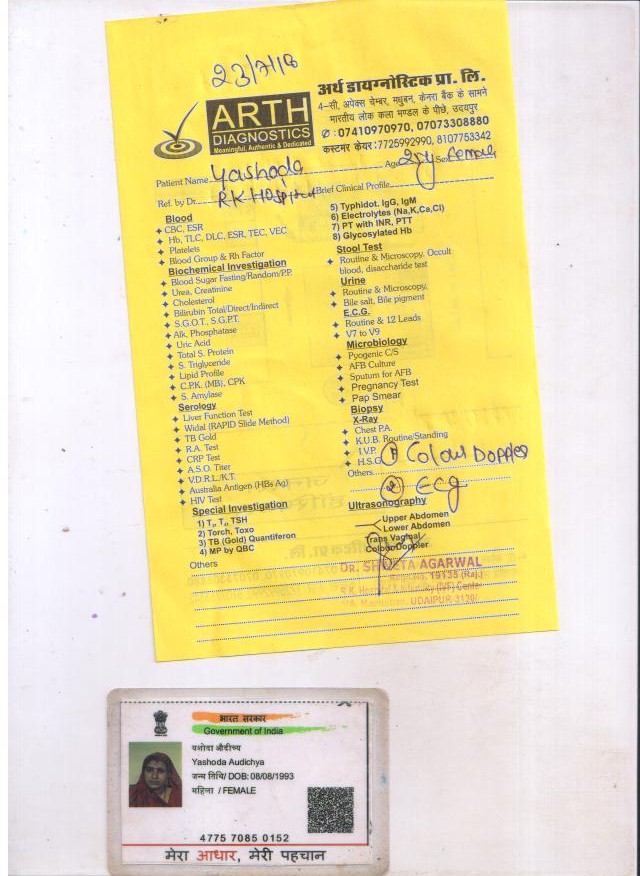 23/7/18
ARTH
DIAGNOSTICS
Meaningful, Authentic & Dedicated
अर्थ डायग्नोस्टिक प्रा. लि.
4-सी, अपेक्स चेम्बर, मधुबन, केनरा बैंक के सामने
भारतीय लोक कला मण्डल के पीछे, उदयपुर
✆ : 07410970970, 07073308880
कस्टमर केयर: 7725992990, 8107753342
Patient Name Yashoda Age 25y Sex Female
Ref. by Dr. RK Hospital Brief Clinical Profile
Blood
CBC, ESR
Hb, TLC, DLC, ESR, TEC, VEC
Platelets
Blood Group & Rh Factor
Biochemical Investigation
Blood Sugar Fasting/Random/P.P.
Urea, Creatinine
Cholesterol
Bilirubin Total/Direct/Indirect
S.G.O.T., S.G.P.T.
Alk. Phosphatase
Uric Acid
Total S. Protein
S. Triglyceride
Lipid Profile
C.P.K. (MB), CPK
S. Amylase
Serology
Liver Function Test
Widal (RAPID Slide Method)
TB Gold
R.A. Test
CRP Test
A.S.O. Titer
V.D.R.L./K.T.
Australia Antigen (HBs Ag)
HIV Test
Special Investigation
1) T₃, T₄, TSH
2) Torch, Toxo
3) TB (Gold) Quantiferon
4) MP by QBC
Others
5) Typhidot. IgG, IgM
6) Electrolytes (Na,K,Ca,Cl)
7) PT with INR, PTT
8) Glycosylated Hb
Stool Test
Routine & Microscopy, Occult
blood, disaccharide test
Urine
Routine & Microscopy,
Bile salt, Bile pigment
E.C.G.
Routine & 12 Leads
V7 to V9
Microbiology
Pyogenic C/S
AFB Culture
Sputum for AFB
Pregnancy Test
Pap Smear
Biopsy
X-Ray
Chest P.A.
K.U.B. Routine/Standing
I.V.P.
H.S.G.
① Colour Doppler
Others
② ECG
Ultrasonography
Upper Abdomen
Lower Abdomen
Trans Vaginal
Colour Doppler
DR. SHWETA AGARWAL
19135 (Raj.)
R.K. Hospital & Infertility (IVF) Center
UDAIPUR-3130
भारत सरकार
Government of India
यशोदा औदीच्य
Yashoda Audichya
जन्म तिथि/ DOB: 08/08/1993
महिला / FEMALE
4775 7085 0152
मेरा आधार, मेरी पहचान